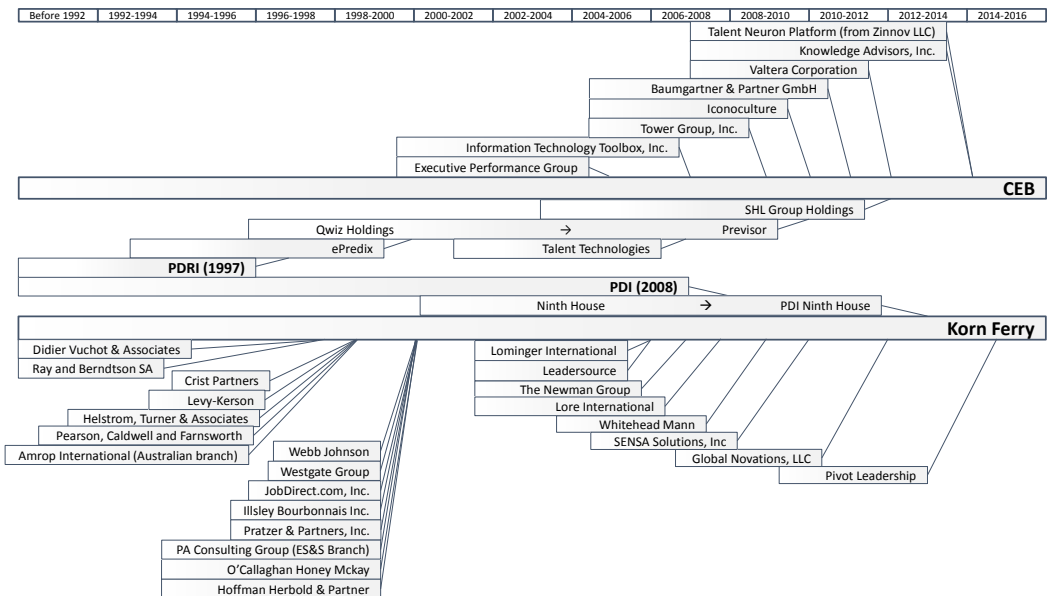 Before 1992 1992-1994 1994-1996 1996-1998 1998-2000 2000-2002 2002-2004 2004-2006 2006-2008 2008-2010 2010-2012 2012-2014 2014-2016
Talent Neuron Platform (from Zinnov LLC)
Knowledge Advisors, Inc.
Valtera Corporation
Baumgartner & Partner GmbH
Iconoculture
Tower Group, Inc.
Information Technology Toolbox, Inc.
Executive Performance Group
CEB
SHL Group Holdings
Qwiz Holdings → Previsor
ePredix Talent Technologies
PDRI (1997)
PDI (2008)
Ninth House → PDI Ninth House
Korn Ferry
Didier Vuchot & Associates
Ray and Berndtson SA
Crist Partners
Levy-Kerson
Helstrom, Turner & Associates
Pearson, Caldwell and Farnsworth
Amrop International (Australian branch)
Webb Johnson
Westgate Group
JobDirect.com, Inc.
Illsley Bourbonnais Inc.
Pratzer & Partners, Inc.
PA Consulting Group (ES&S Branch)
O’Callaghan Honey Mckay
Hoffman Herbold & Partner
Lominger International
Leadersource
The Newman Group
Lore International
Whitehead Mann
SENSA Solutions, Inc
Global Novations, LLC
Pivot Leadership